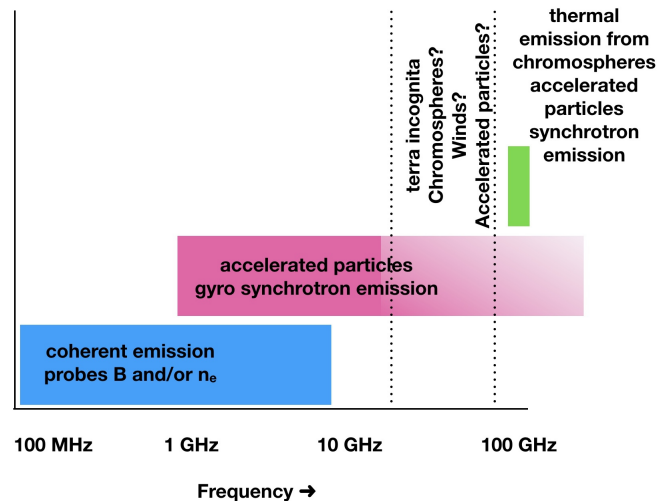 thermal
emission from
chromospheres
accelerated
particles
synchrotron
emission
terra incognita
Chromospheres?
Winds?
Accelerated particles?
accelerated particles
gyro synchrotron emission
coherent emission
probes B and/or nₑ
100 MHz 1 GHz 10 GHz 100 GHz
Frequency ➜